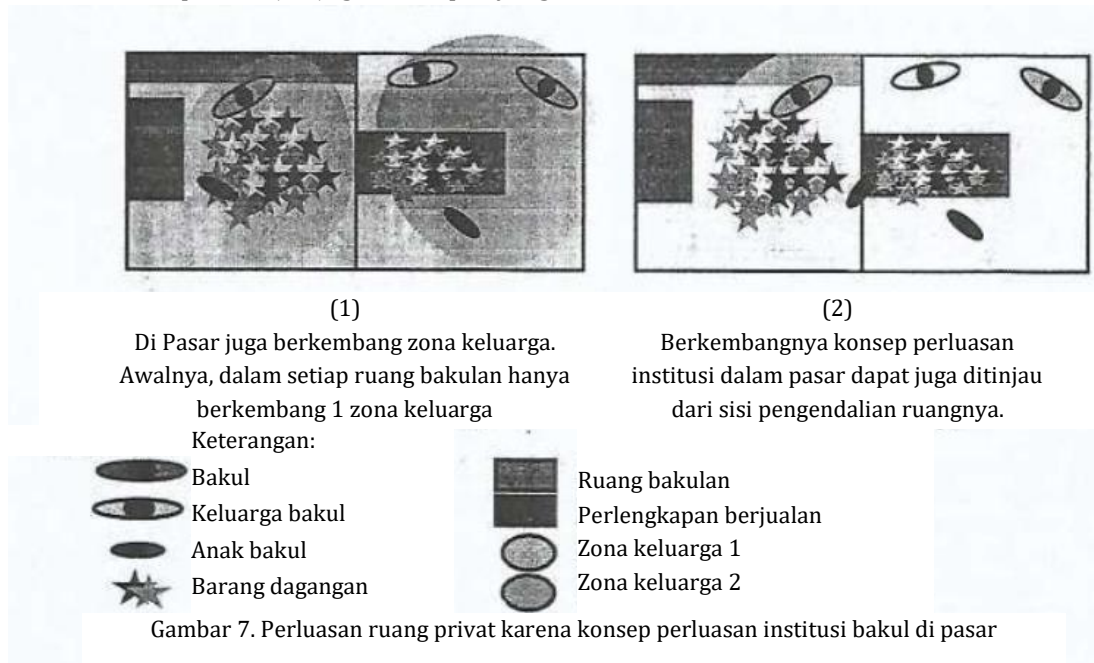 (1)
Di Pasar juga berkembang zona keluarga.
Awalnya, dalam setiap ruang bakulan hanya
berkembang 1 zona keluarga
(2)
Berkembangnya konsep perluasan
institusi dalam pasar dapat juga ditinjau
dari sisi pengendalian ruangnya.
Keterangan:
Bakul
Keluarga bakul
Anak bakul
Barang dagangan
Ruang bakulan
Perlengkapan berjualan
Zona keluarga 1
Zona keluarga 2
Gambar 7. Perluasan ruang privat karena konsep perluasan institusi bakul di pasar